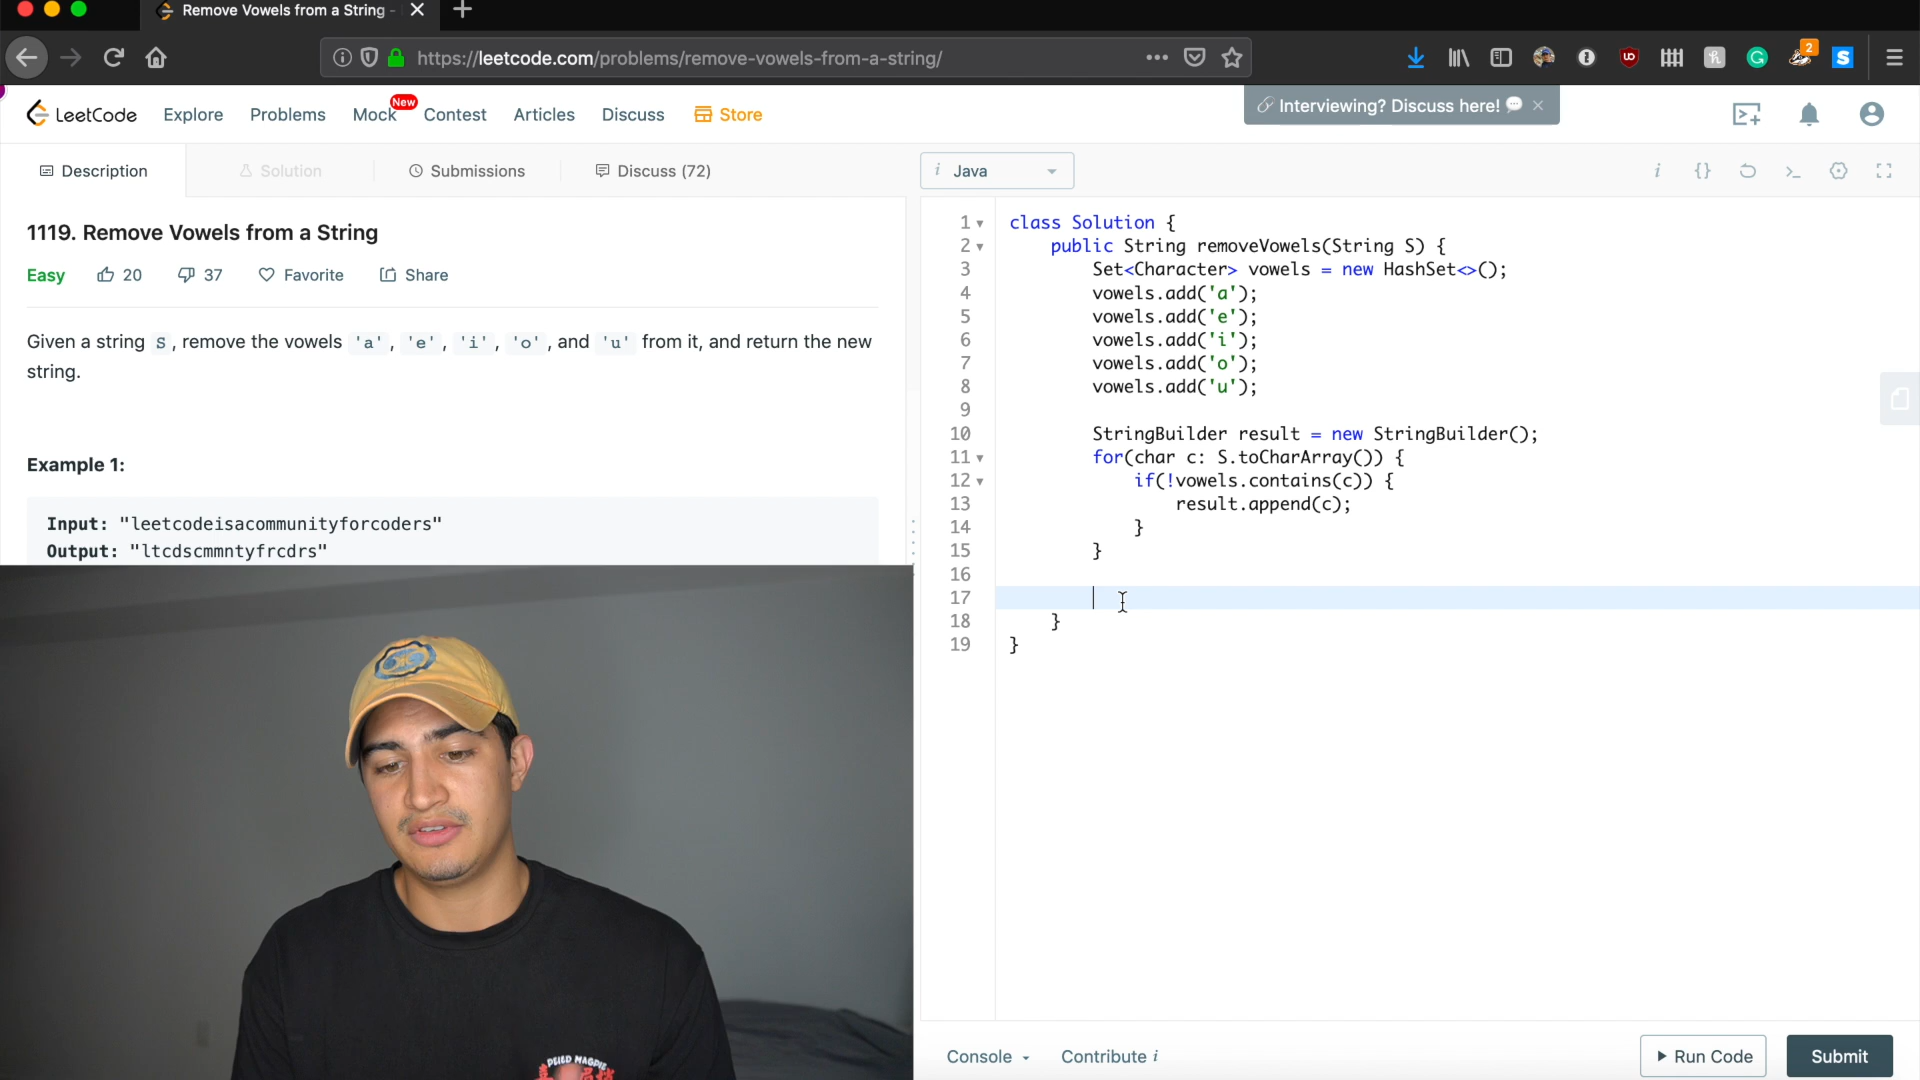 Remove Vowels from a String -
https://leetcode.com/problems/remove-vowels-from-a-string/
2
LeetCode Explore Problems Mock New Contest Articles Discuss Store
Interviewing? Discuss here!
Description Solution Submissions Discuss (72)
i Java
1119. Remove Vowels from a String
Easy 20 37 Favorite Share
Given a string S, remove the vowels 'a', 'e', 'i', 'o', and 'u' from it, and return the new
string.
Example 1:
Input: "leetcodeisacommunityforcoders"
Output: "ltcdscmmntyfrcdrs"
1 class Solution {
2 public String removeVowels(String S) {
3 Set<Character> vowels = new HashSet<>();
4 vowels.add('a');
5 vowels.add('e');
6 vowels.add('i');
7 vowels.add('o');
8 vowels.add('u');
9
10 StringBuilder result = new StringBuilder();
11 for(char c: S.toCharArray()) {
12 if(!vowels.contains(c)) {
13 result.append(c);
14 }
15 }
16
17
18 }
19 }
Console Contribute i
Run Code
Submit